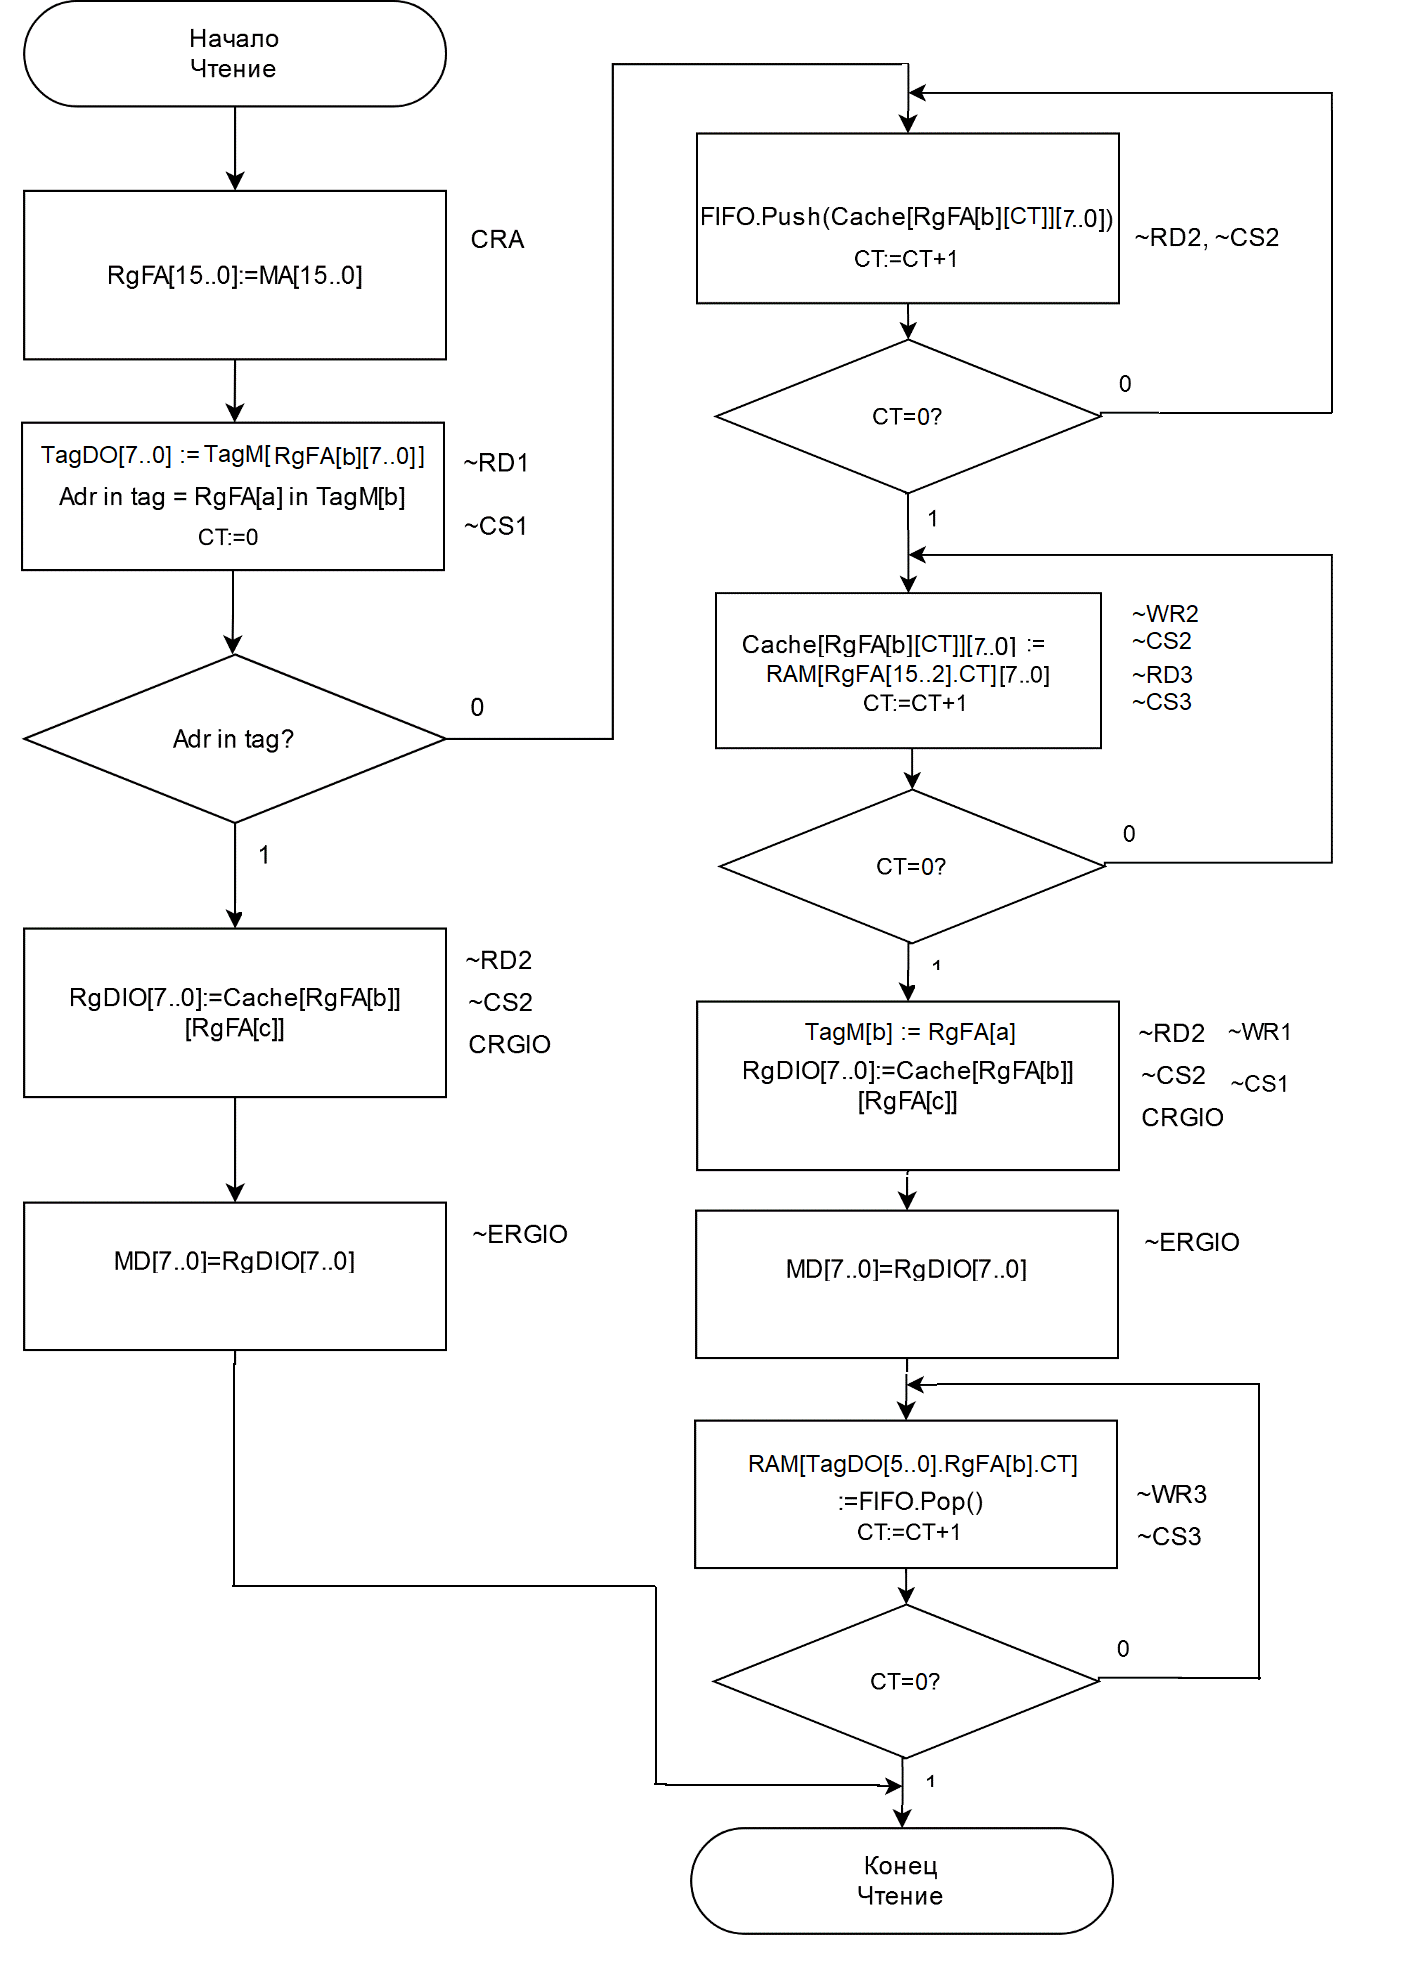 Начало
Чтение
RgFA[15..0]:=MA[15..0]
CRA
TagDO[7..0] := TagM[ RgFA[b][7..0]]
Adr in tag = RgFA[a] in TagM[b]
CT:=0
~RD1
~CS1
Adr in tag?
0
1
RgDIO[7..0]:=Cache[RgFA[b]]
[RgFA[c]]
~RD2
~CS2
CRGIO
MD[7..0]=RgDIO[7..0]
~ERGIO
FIFO.Push(Cache[RgFA[b][CT]][7..0])
CT:=CT+1
~RD2, ~CS2
CT=0?
0
1
Cache[RgFA[b][CT]][7..0] :=
RAM[RgFA[15..2].CT][7..0]
CT:=CT+1
~WR2
~CS2
~RD3
~CS3
CT=0?
0
1
TagM[b] := RgFA[a]
RgDIO[7..0]:=Cache[RgFA[b]]
[RgFA[c]]
~RD2 ~WR1
~CS2 ~CS1
CRGIO
MD[7..0]=RgDIO[7..0]
~ERGIO
RAM[TagDO[5..0].RgFA[b].CT]
:=FIFO.Pop()
CT:=CT+1
~WR3
~CS3
CT=0?
0
1
Конец
Чтение